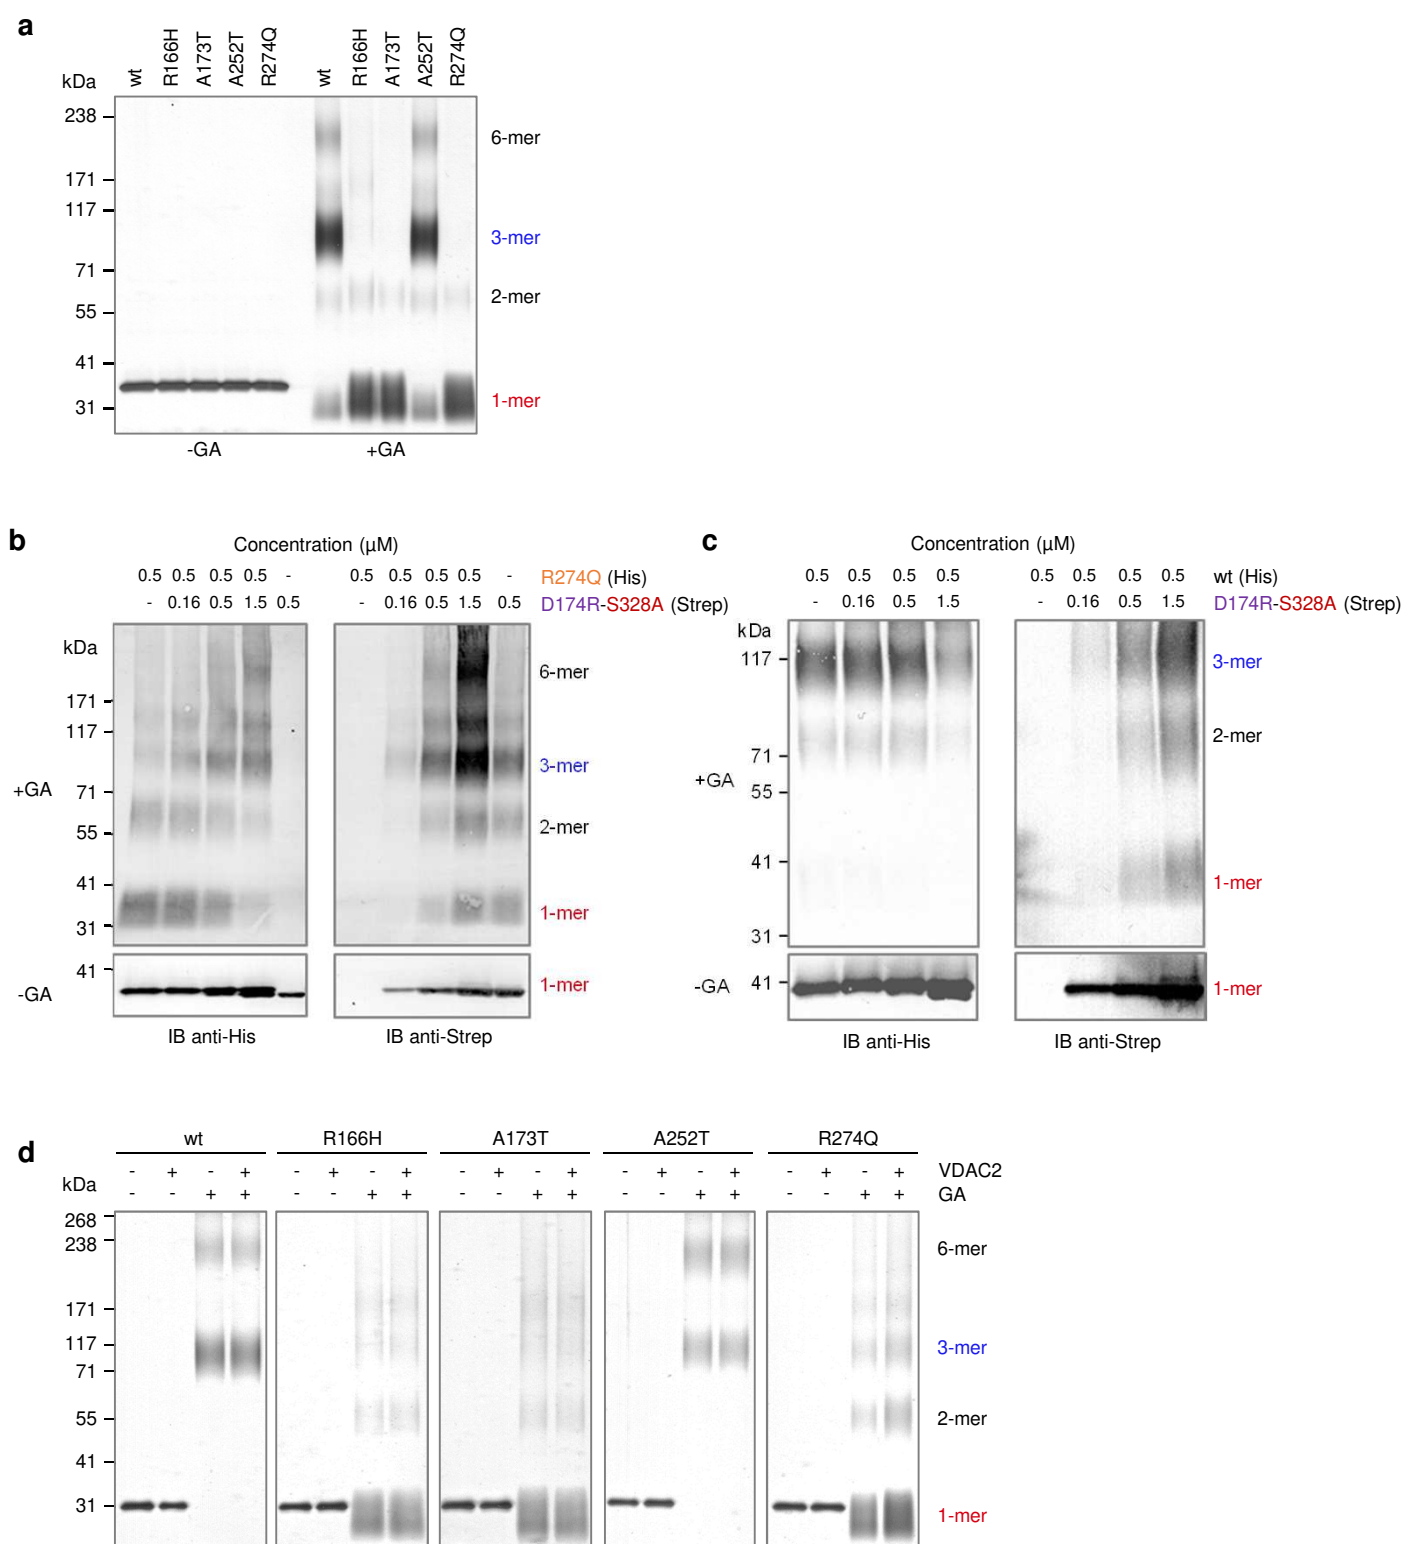 a
kDa
wt R166H A173T A252T R274Q wt R166H A173T A252T R274Q
238
171
117
71
55
41
31
6-mer
3-mer
2-mer
1-mer
-GA +GA
b
Concentration (µM)
0.5 0.5 0.5 0.5 - 0.5 0.5 0.5 0.5 - R274Q (His)
- 0.16 0.5 1.5 0.5 - 0.16 0.5 1.5 0.5 D174R-S328A (Strep)
kDa
171
117
+GA
71
55
41
31
6-mer
3-mer
2-mer
1-mer
41
-GA
1-mer
IB anti-His IB anti-Strep
c
Concentration (µM)
0.5 0.5 0.5 0.5 0.5 0.5 0.5 0.5 wt (His)
- 0.16 0.5 1.5 - 0.16 0.5 1.5 D174R-S328A (Strep)
kDa
117
71
+GA
55
41
31
3-mer
2-mer
1-mer
-GA 41
1-mer
IB anti-His IB anti-Strep
d
wt R166H A173T A252T R274Q
- + - + - + - + - + - + - + - + - + - + VDAC2
- - + + - - + + - - + + - - + + - - + + GA
kDa
268
238
171
117
71
55
41
31
6-mer
3-mer
2-mer
1-mer